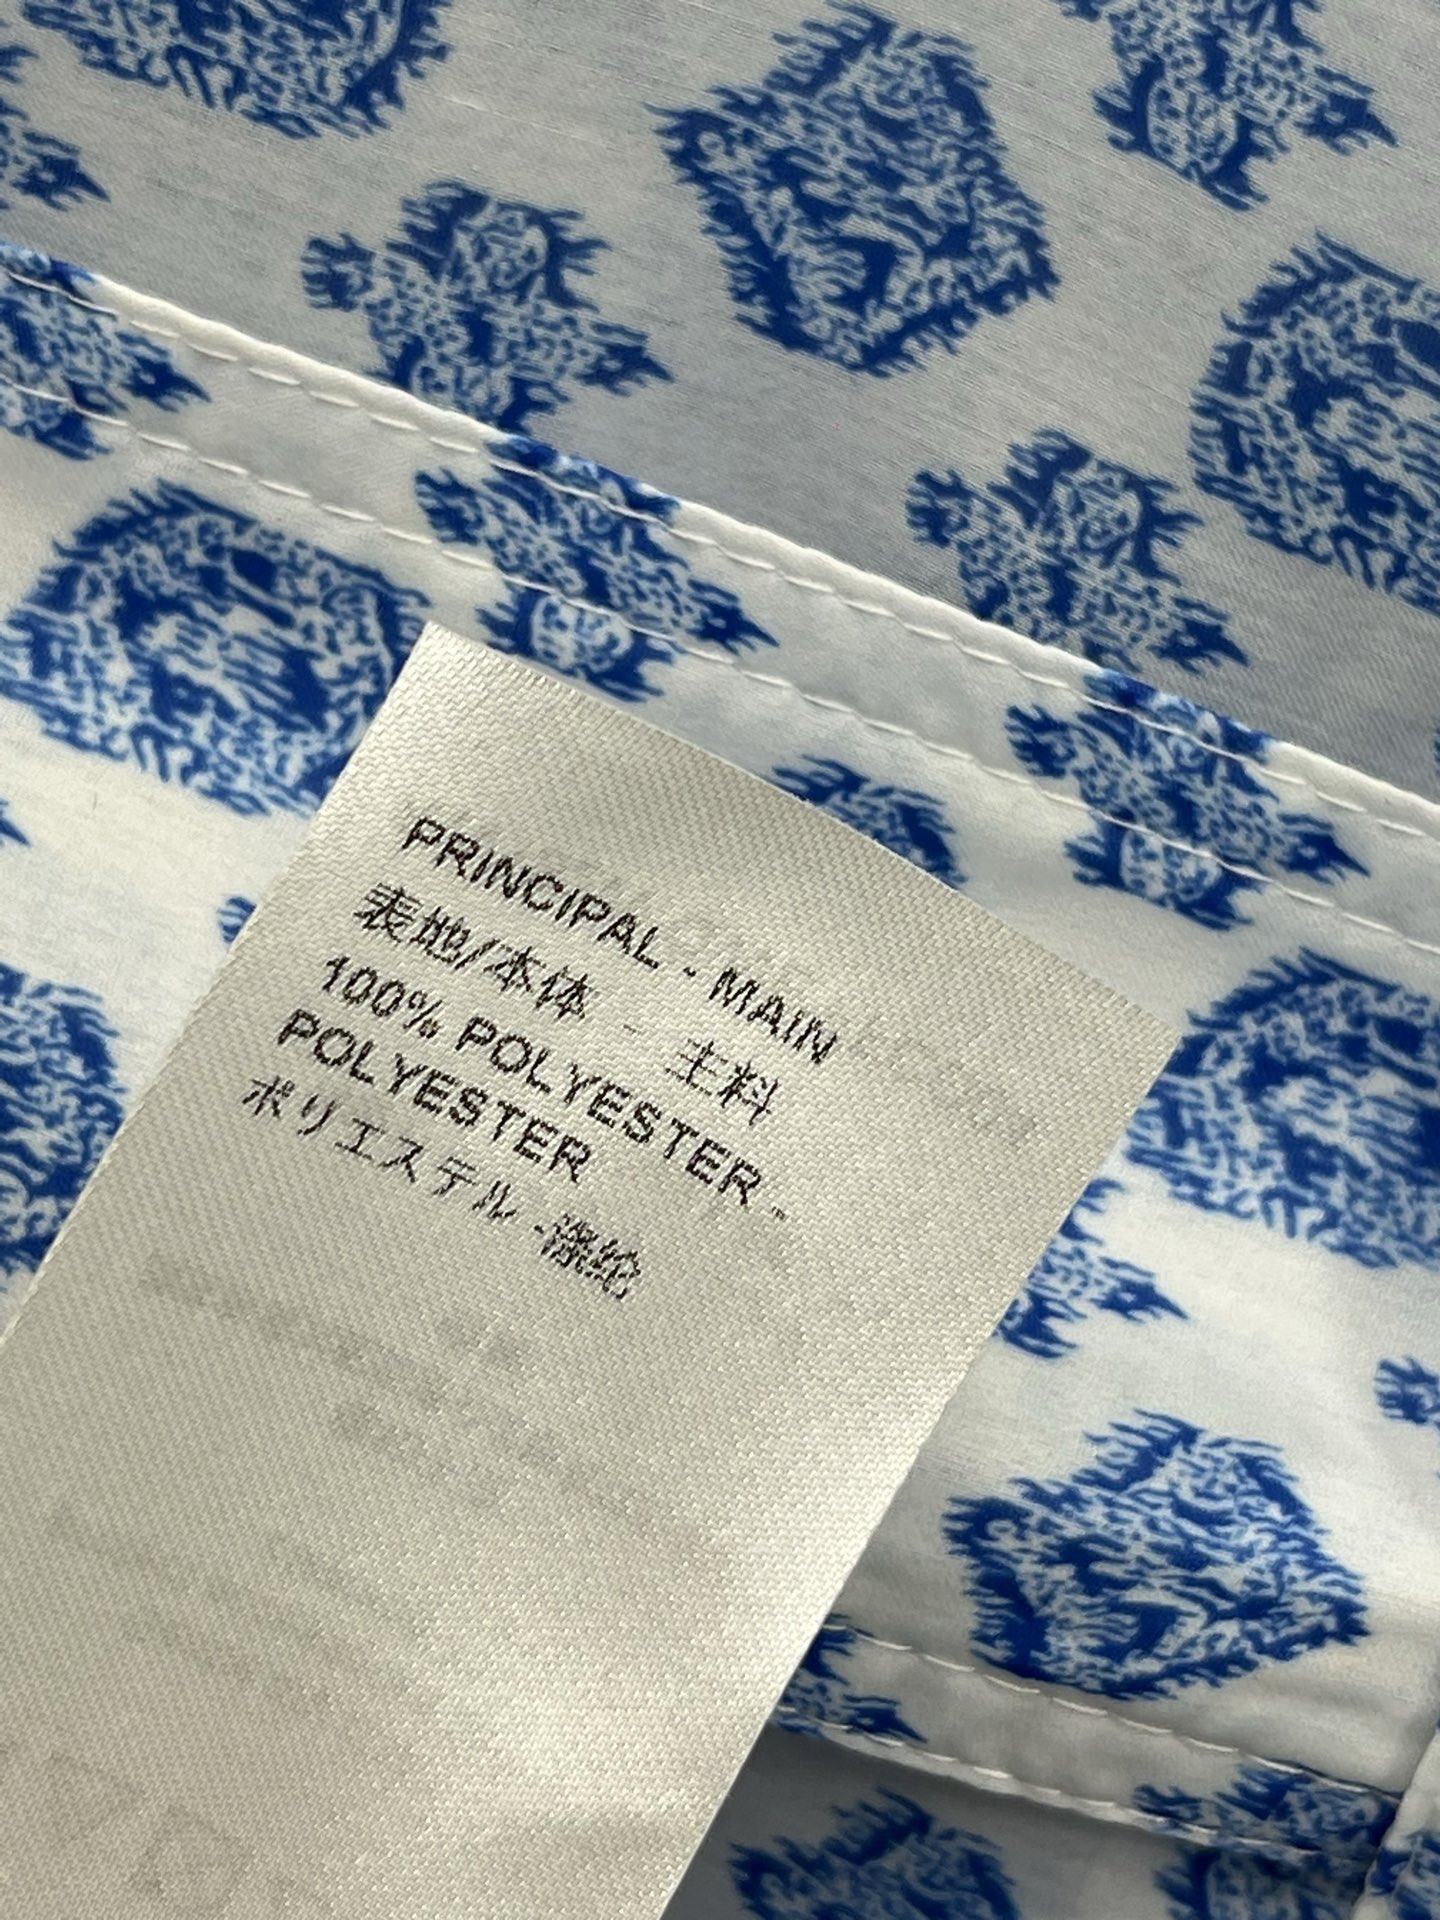 PRINCIPAL - MAIN
表地/本体 - 主料
100% POLYESTER -
POLYESTER
ポリエステル -涤纶